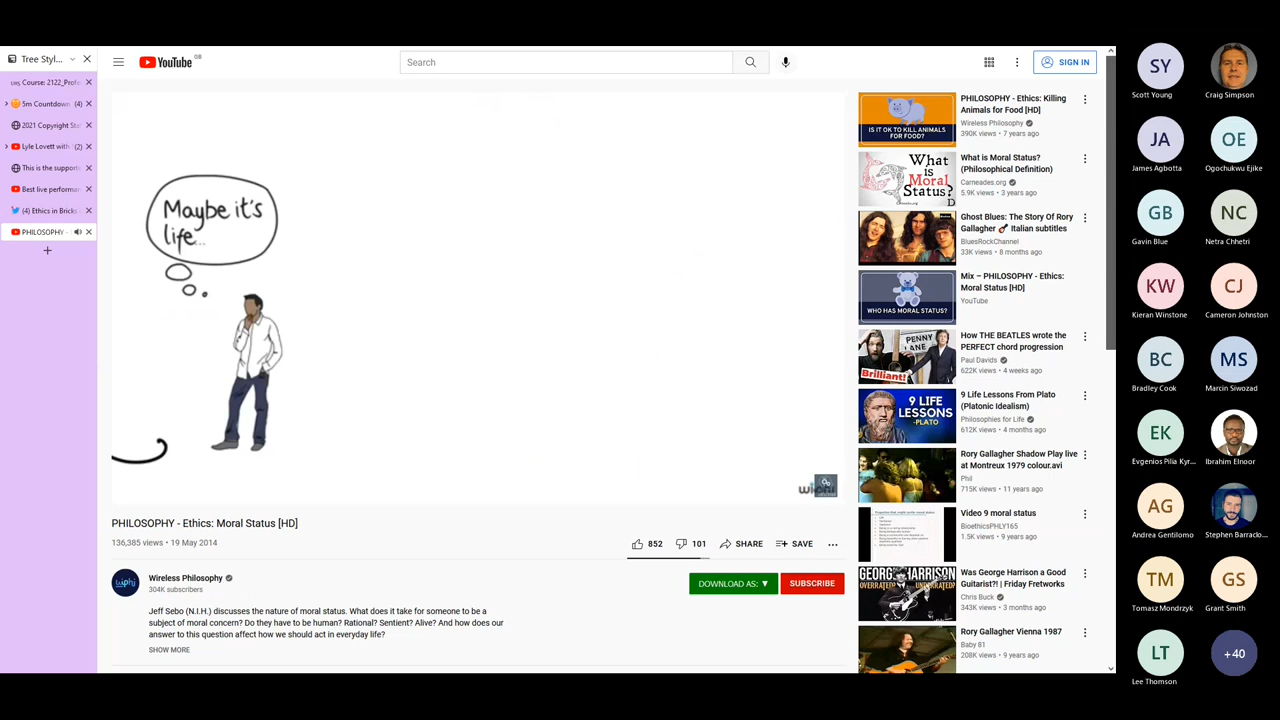 Tree Styl...
Course: 2122_Profe
5m Countdown (4)
2021 Copyright Sta
Lyle Lovett with (2)
This is the supporti
Best live performan
(4) Ethics in Bricks
PHILOSOPHY -
YouTube GB
Search
SIGN IN
Maybe it's
life...
wiphi
PHILOSOPHY - Ethics: Moral Status [HD]
136,385 views • 19 May 2014
852
101
SHARE
SAVE
wiphi
Wireless Philosophy
304K subscribers
DOWNLOAD AS: ▼
SUBSCRIBE
Jeff Sebo (N.I.H.) discusses the nature of moral status. What does it take for someone to be a
subject of moral concern? Do they have to be human? Rational? Sentient? Alive? And how does our
answer to this question affect how we should act in everyday life?
SHOW MORE
IS IT OK TO KILL ANIMALS
FOR FOOD?
PHILOSOPHY - Ethics: Killing
Animals for Food [HD]
Wireless Philosophy
390K views • 7 years ago
What
is Moral
Status?
What is Moral Status?
(Philosophical Definition)
Carneades.org
5.9K views • 3 years ago
Ghost Blues: The Story Of Rory
Gallagher 🎸 Italian subtitles
BluesRockChannel
33K views • 8 months ago
WHO HAS MORAL STATUS?
Mix – PHILOSOPHY - Ethics:
Moral Status [HD]
YouTube
PENNY
LANE
Brilliant!
How THE BEATLES wrote the
PERFECT chord progression
Paul Davids
622K views • 4 weeks ago
9 LIFE
LESSONS
-PLATO
9 Life Lessons From Plato
(Platonic Idealism)
Philosophies for Life
612K views • 4 months ago
Rory Gallagher Shadow Play live
at Montreux 1979 colour.avi
Phil
715K views • 11 years ago
Video 9 moral status
BioethicsPHLY165
1.5K views • 9 years ago
GEORGE HARRISON
Was George Harrison a Good
Guitarist?! | Friday Fretworks
Chris Buck
343K views • 3 months ago
Rory Gallagher Vienna 1987
Baby 81
208K views • 9 years ago
SY
Scott Young
Craig Simpson
JA
James Agbotta
OE
Ogochukwu Ejike
GB
Gavin Blue
NC
Netra Chhetri
KW
Kieran Winstone
CJ
Cameron Johnston
BC
Bradley Cook
MS
Marcin Siwozad
EK
Evgenios Pilia Kyr...
Ibrahim Elnoor
AG
Andrea Gentilomo
Stephen Barraclo...
TM
Tomasz Mondrzyk
GS
Grant Smith
LT
Lee Thomson
+40